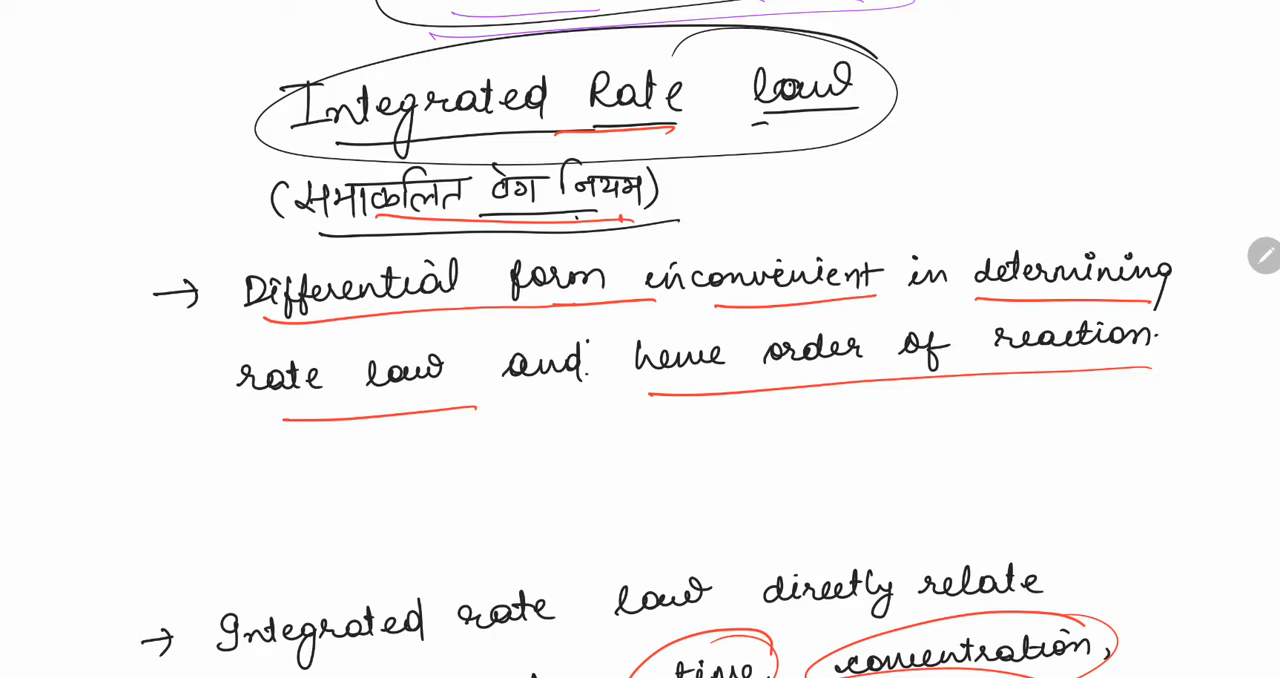 Integrated Rate law
(समाकलित वेग नियम)
→ Differential form inconvenient in determining
rate law and hence order of reaction.
→ Integrated rate law directly relate
time, concentration,